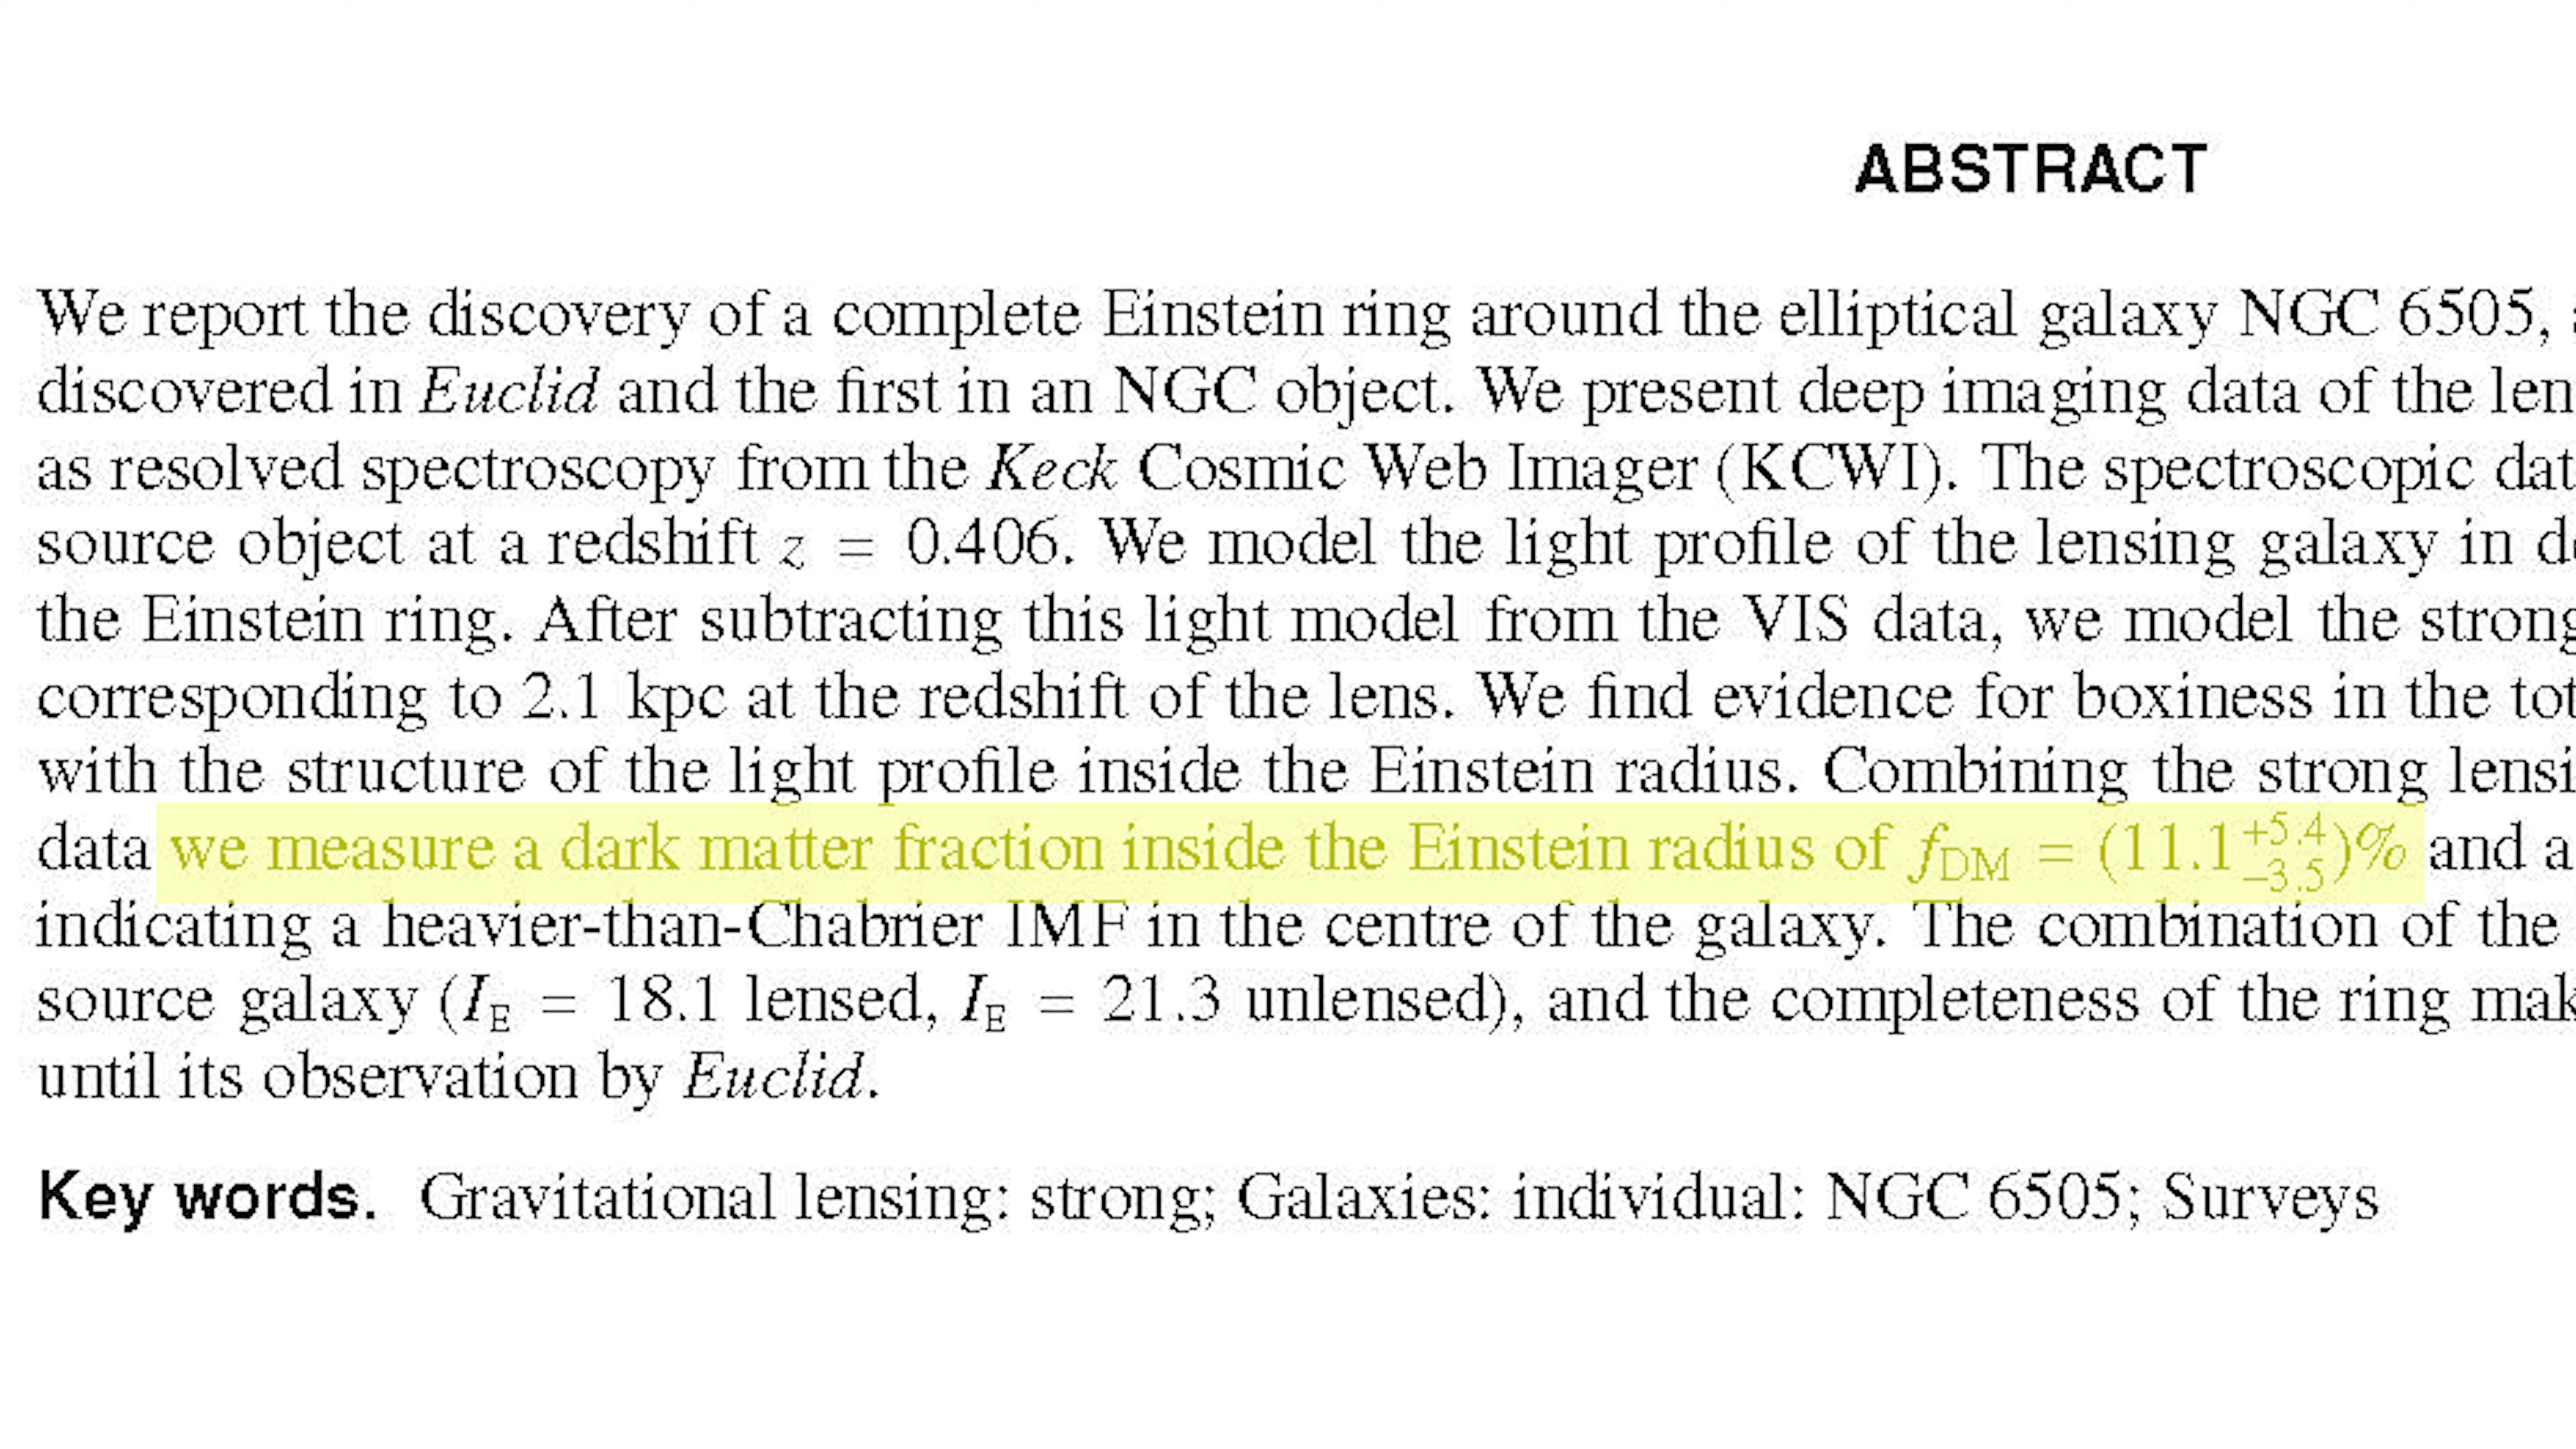 ABSTRACT
We report the discovery of a complete Einstein ring around the elliptical galaxy NGC 6505,
discovered in Euclid and the first in an NGC object. We present deep imaging data of the len
as resolved spectroscopy from the Keck Cosmic Web Imager (KCWI). The spectroscopic dat
source object at a redshift z = 0.406. We model the light profile of the lensing galaxy in d
the Einstein ring. After subtracting this light model from the VIS data, we model the strong
corresponding to 2.1 kpc at the redshift of the lens. We find evidence for boxiness in the tot
with the structure of the light profile inside the Einstein radius. Combining the strong lensi
data we measure a dark matter fraction inside the Einstein radius of fDM = (11.1+5.4−3.5)% and a
indicating a heavier-than-Chabrier IMF in the centre of the galaxy. The combination of the
source galaxy (IE = 18.1 lensed, IE = 21.3 unlensed), and the completeness of the ring mak
until its observation by Euclid.
Key words. Gravitational lensing: strong; Galaxies: individual: NGC 6505; Surveys